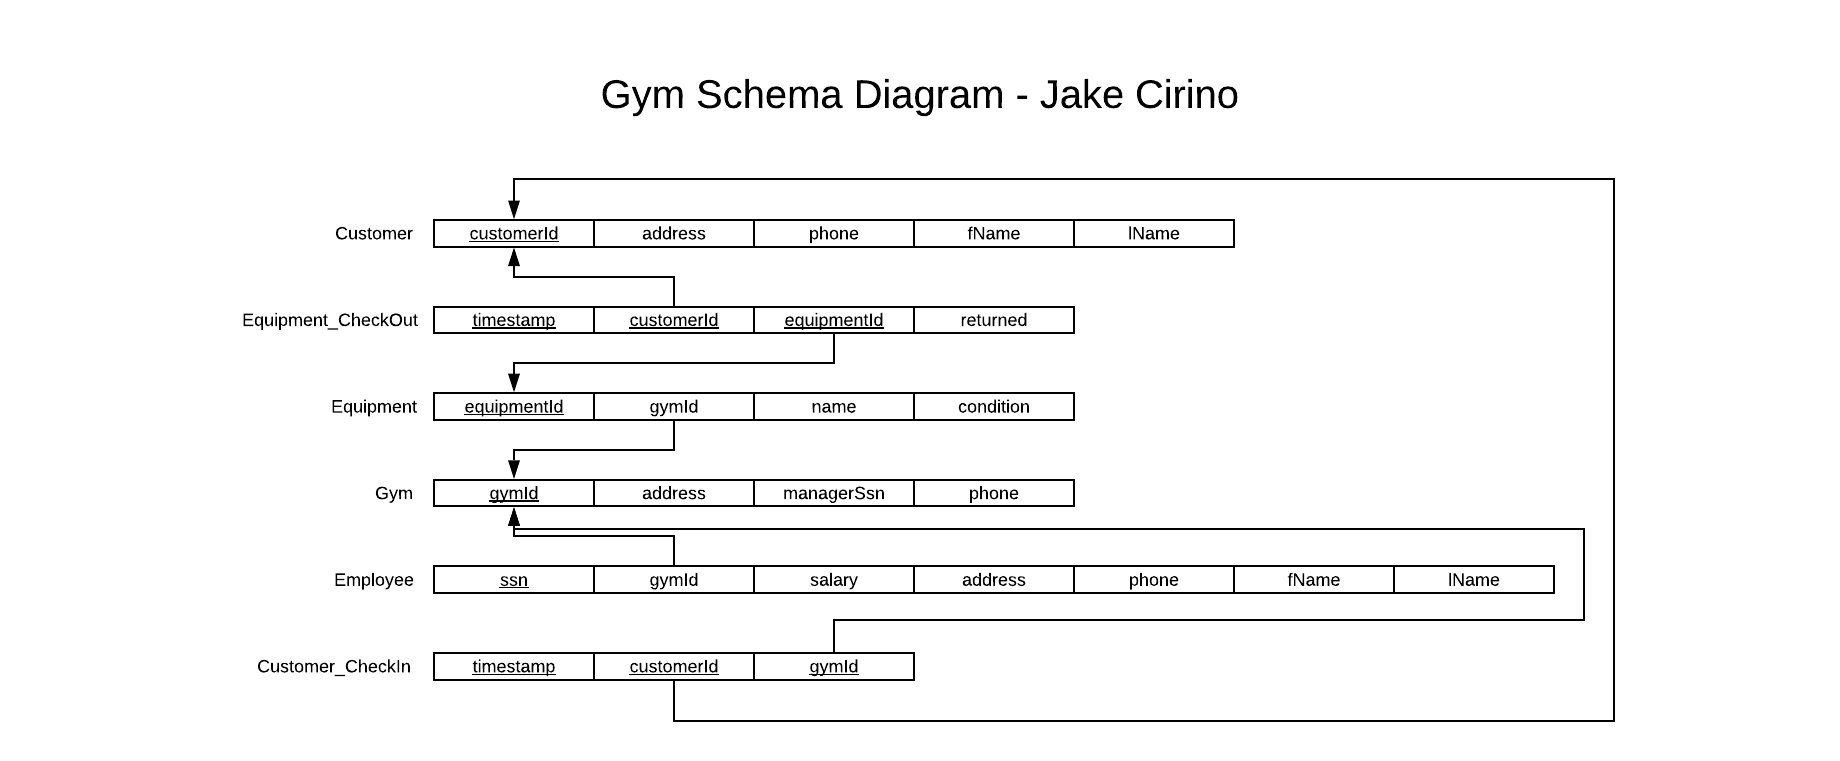 Gym Schema Diagram - Jake Cirino
Customer customerId address phone fName lName
Equipment_CheckOut timestamp customerId equipmentId returned
Equipment equipmentId gymId name condition
Gym gymId address managerSsn phone
Employee ssn gymId salary address phone fName lName
Customer_CheckIn timestamp customerId gymId